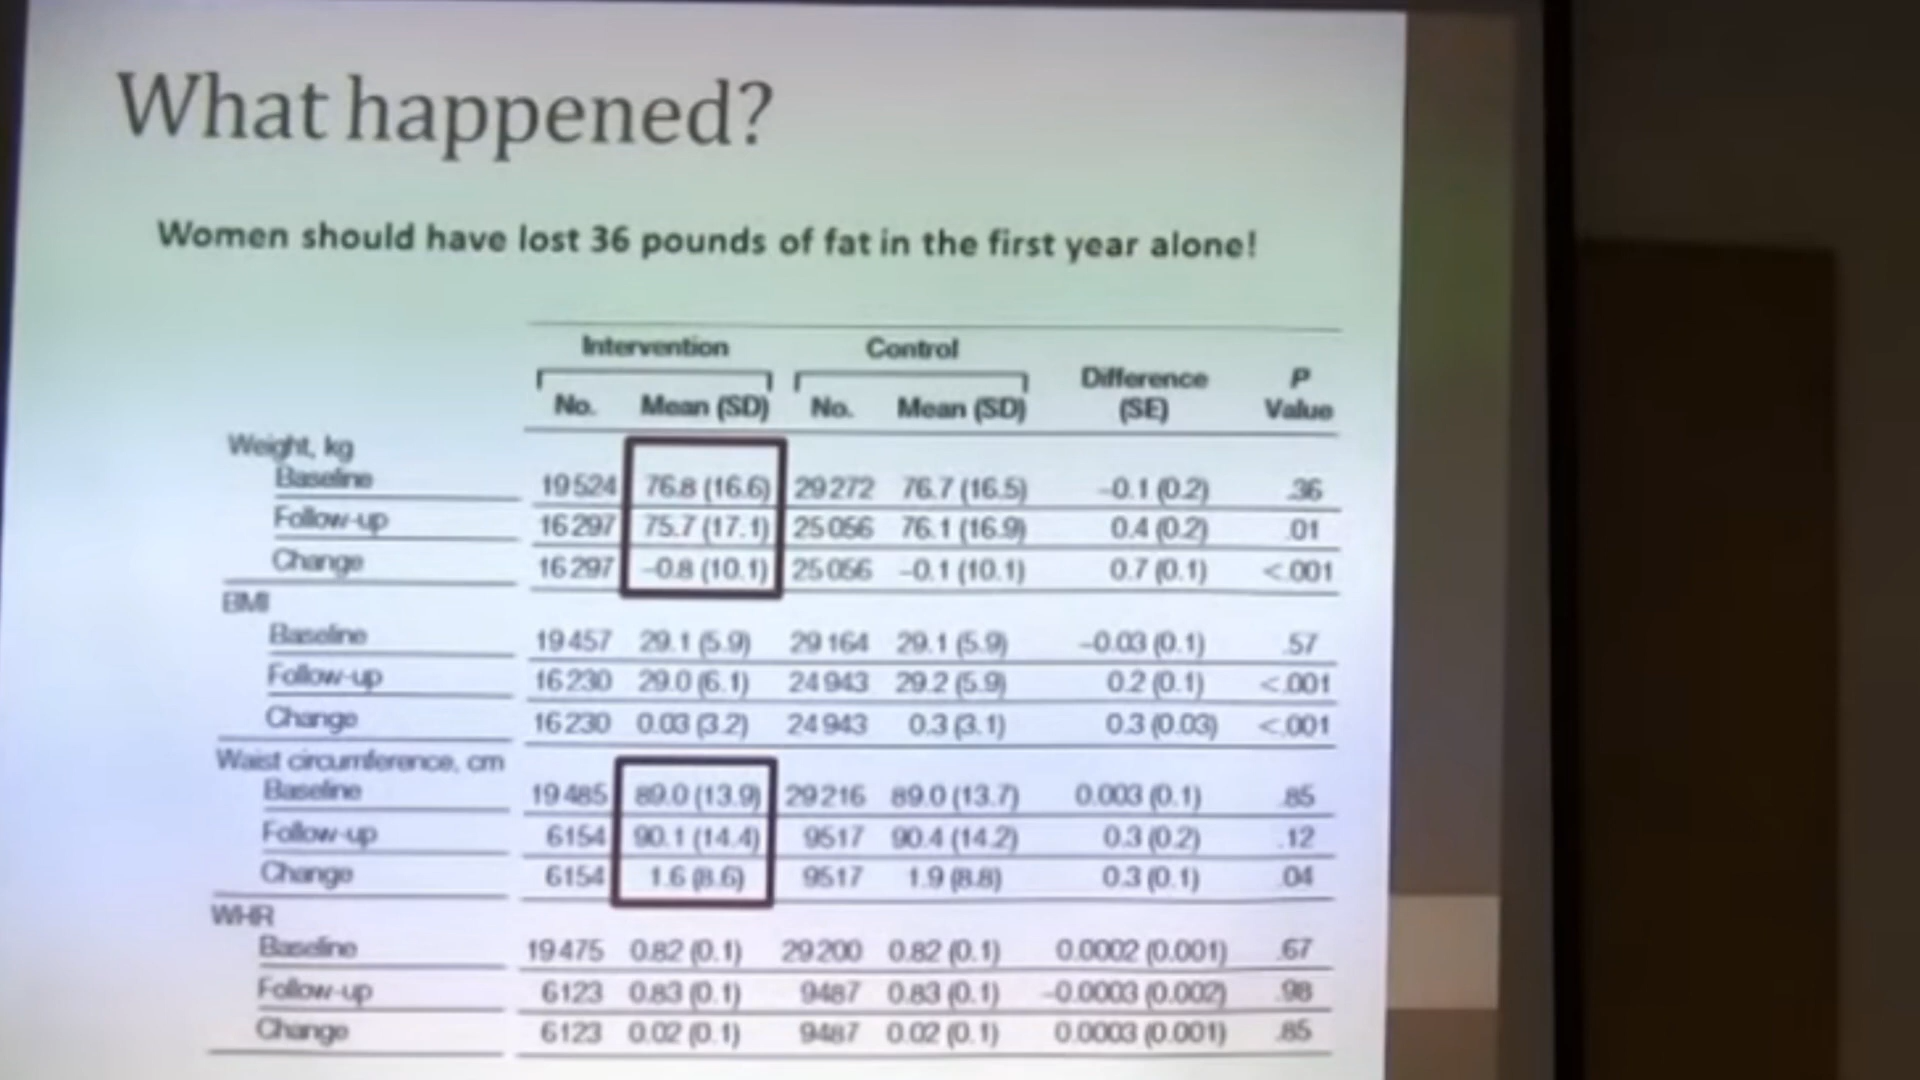 What happened?
Women should have lost 36 pounds of fat in the first year alone!
Intervention Control
Difference P
No. Mean (SD) No. Mean (SD) (SE) Value
Weight, kg
Baseline 19524 76.8 (16.6) 29272 76.7 (16.5) –0.1 (0.2) .36
Follow-up 16297 75.7 (17.1) 25056 76.1 (16.9) 0.4 (0.2) .01
Change 16297 –0.8 (10.1) 25056 –0.1 (10.1) 0.7 (0.1) <.001
BMI
Baseline 19457 29.1 (5.9) 29164 29.1 (5.9) –0.03 (0.1) .57
Follow-up 16230 29.0 (6.1) 24943 29.2 (5.9) 0.2 (0.1) <.001
Change 16230 0.03 (3.2) 24943 0.3 (3.1) 0.3 (0.03) <.001
Waist circumference, cm
Baseline 19485 89.0 (13.9) 29216 89.0 (13.7) 0.003 (0.1) .85
Follow-up 6154 90.1 (14.4) 9517 90.4 (14.2) 0.3 (0.2) .12
Change 6154 1.6 (8.6) 9517 1.9 (8.8) 0.3 (0.1) .04
WHR
Baseline 19475 0.82 (0.1) 29200 0.82 (0.1) 0.0002 (0.001) .67
Follow-up 6123 0.83 (0.1) 9487 0.83 (0.1) –0.0003 (0.002) .98
Change 6123 0.02 (0.1) 9487 0.02 (0.1) 0.0003 (0.001) .85